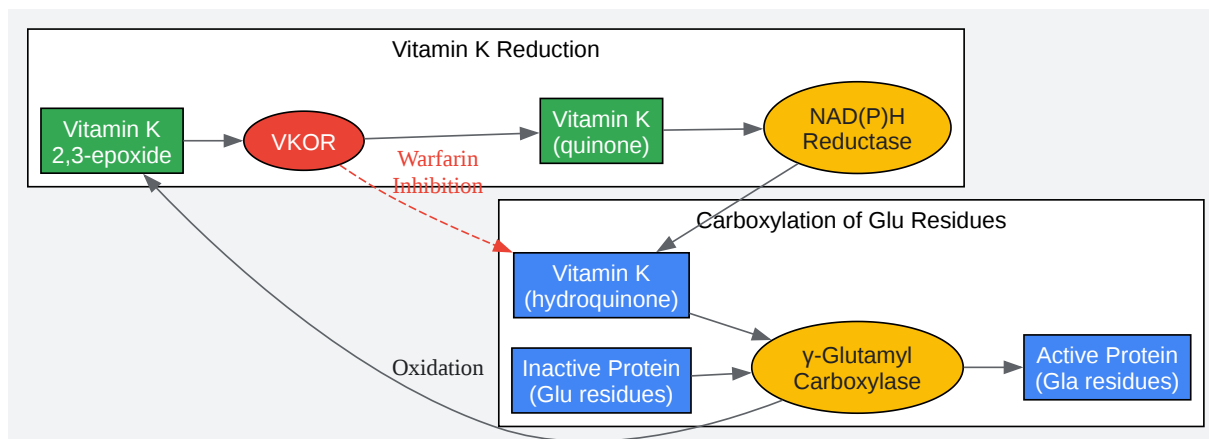 Vitamin K Reduction
Vitamin K
2,3-epoxide
VKOR
Vitamin K
(quinone)
NAD(P)H
Reductase
Warfarin
Inhibition
Carboxylation of Glu Residues
Vitamin K
(hydroquinone)
Inactive Protein
(Glu residues)
γ-Glutamyl
Carboxylase
Active Protein
(Gla residues)
Oxidation